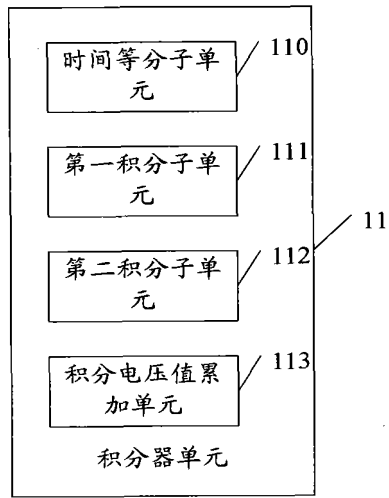 时间等分子单
元
110
第一积分子单
元
111
第二积分子单
元
112
11
积分电压值累
加单元
113
积分器单元